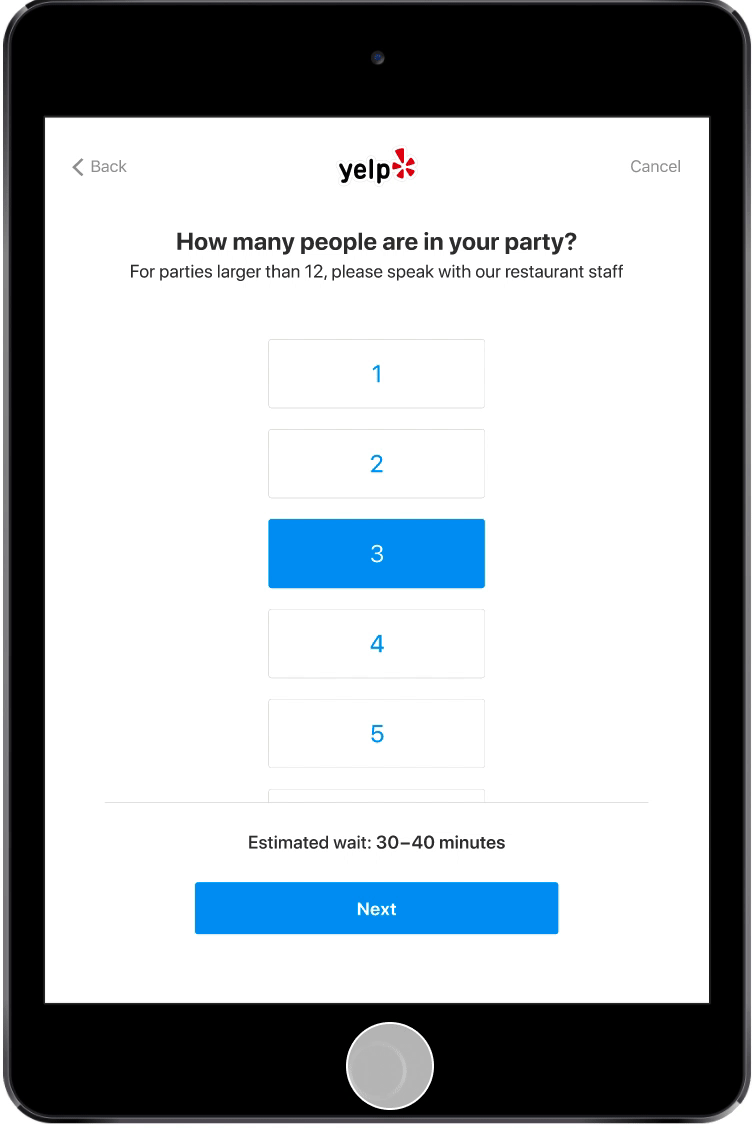 Back
yelp
Cancel
How many people are in your party?
For parties larger than 12, please speak with our restaurant staff
1
2
3
4
5
Estimated wait: 30–40 minutes
Next